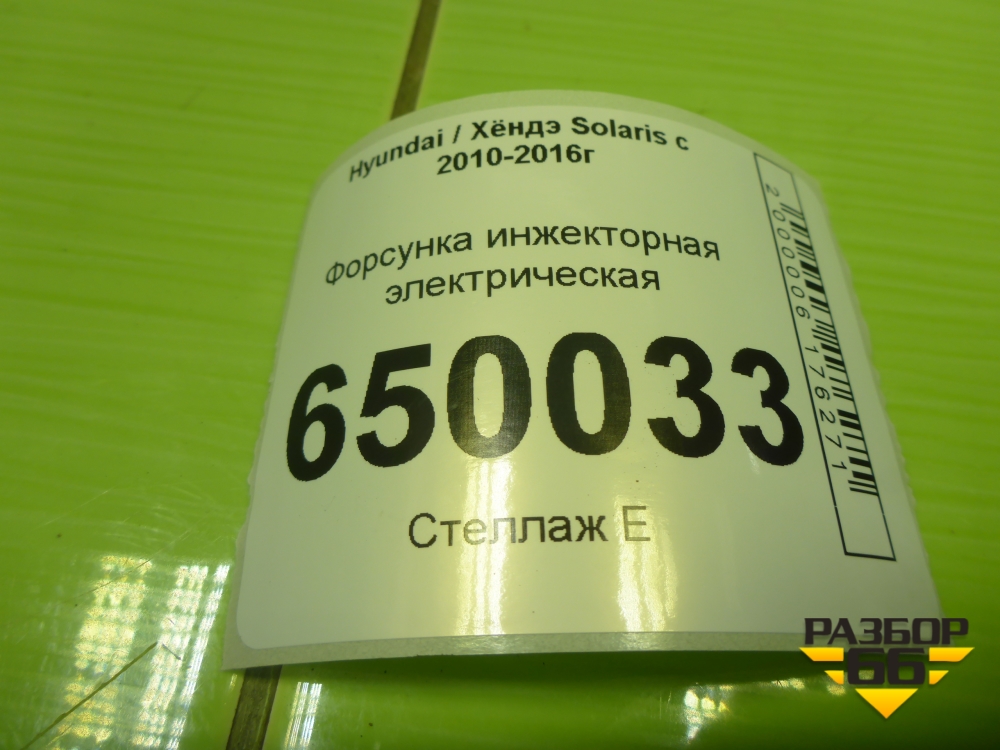 Hyundai / Хёндэ Solaris с
2010-2016г
Форсунка инжекторная
электрическая
650033
Стеллаж Е
2000006176271
РАЗБОР
66